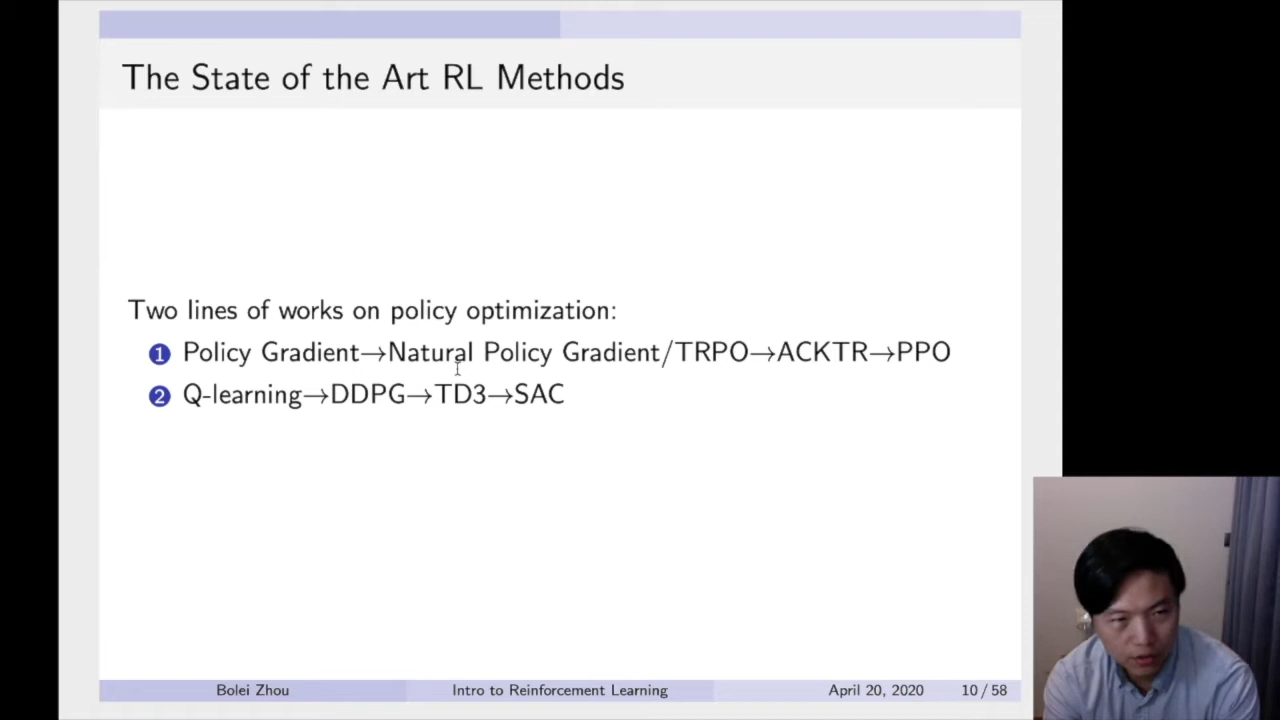 The State of the Art RL Methods
Two lines of works on policy optimization:
1 Policy Gradient→Natural Policy Gradient/TRPO→ACKTR→PPO
2 Q-learning→DDPG→TD3→SAC
Bolei Zhou Intro to Reinforcement Learning April 20, 2020 10 / 58